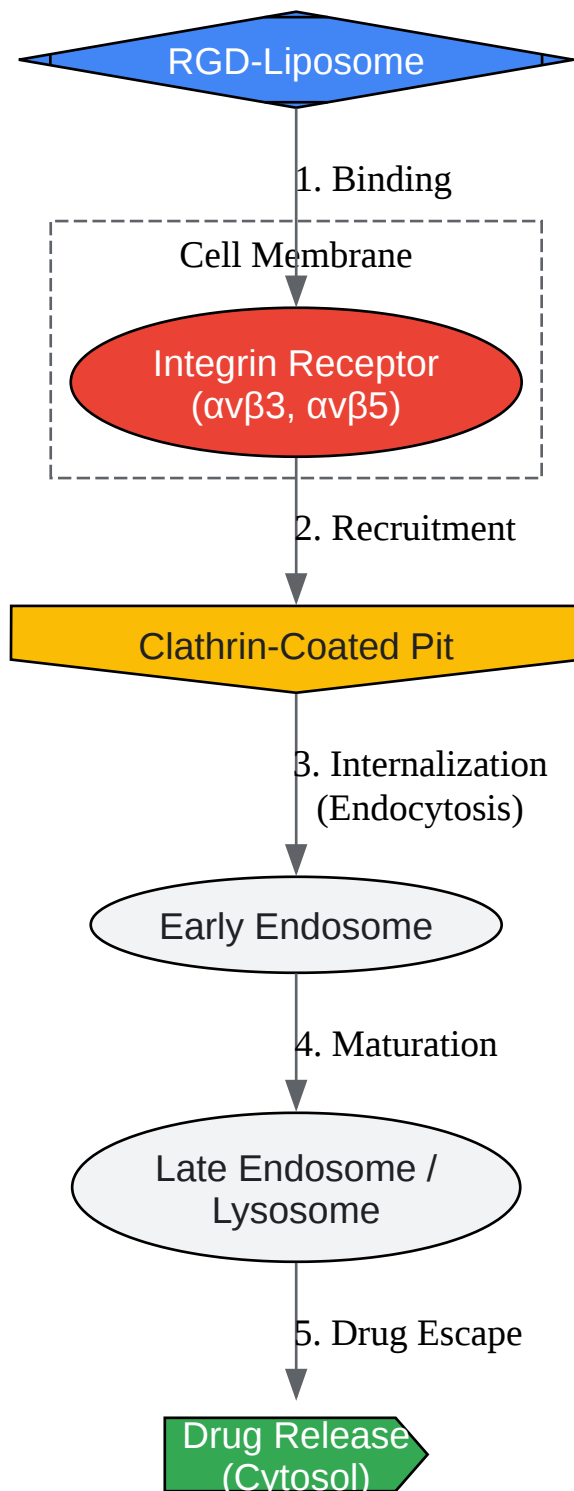 RGD-Liposome
1. Binding
Cell Membrane
Integrin Receptor
(αvβ3, αvβ5)
2. Recruitment
Clathrin-Coated Pit
3. Internalization
(Endocytosis)
Early Endosome
4. Maturation
Late Endosome /
Lysosome
5. Drug Escape
Drug Release
(Cytosol)